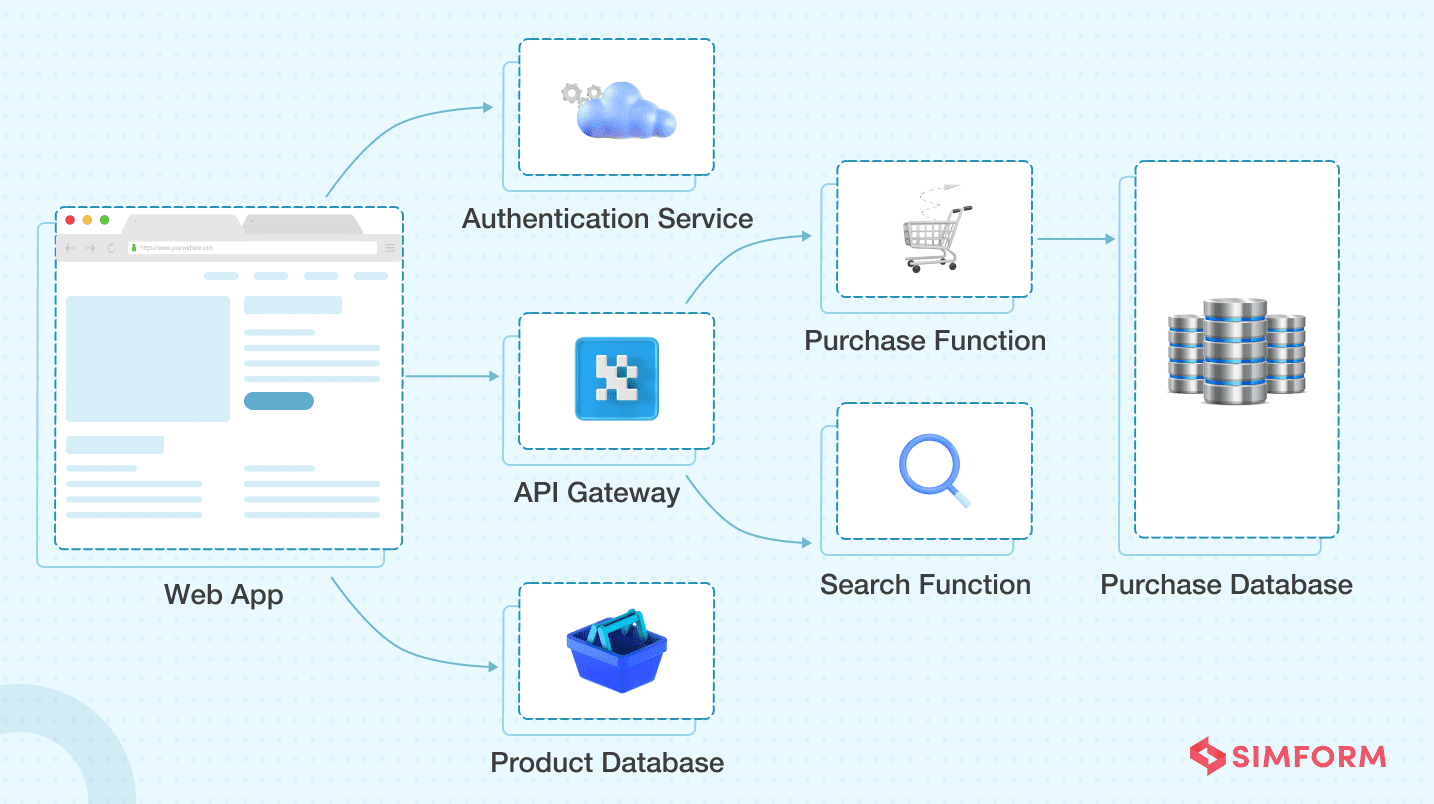 Authentication Service
https://www.yourwebsite.com
Purchase Function
API Gateway
Search Function
Purchase Database
Web App
Product Database
SIMFORM